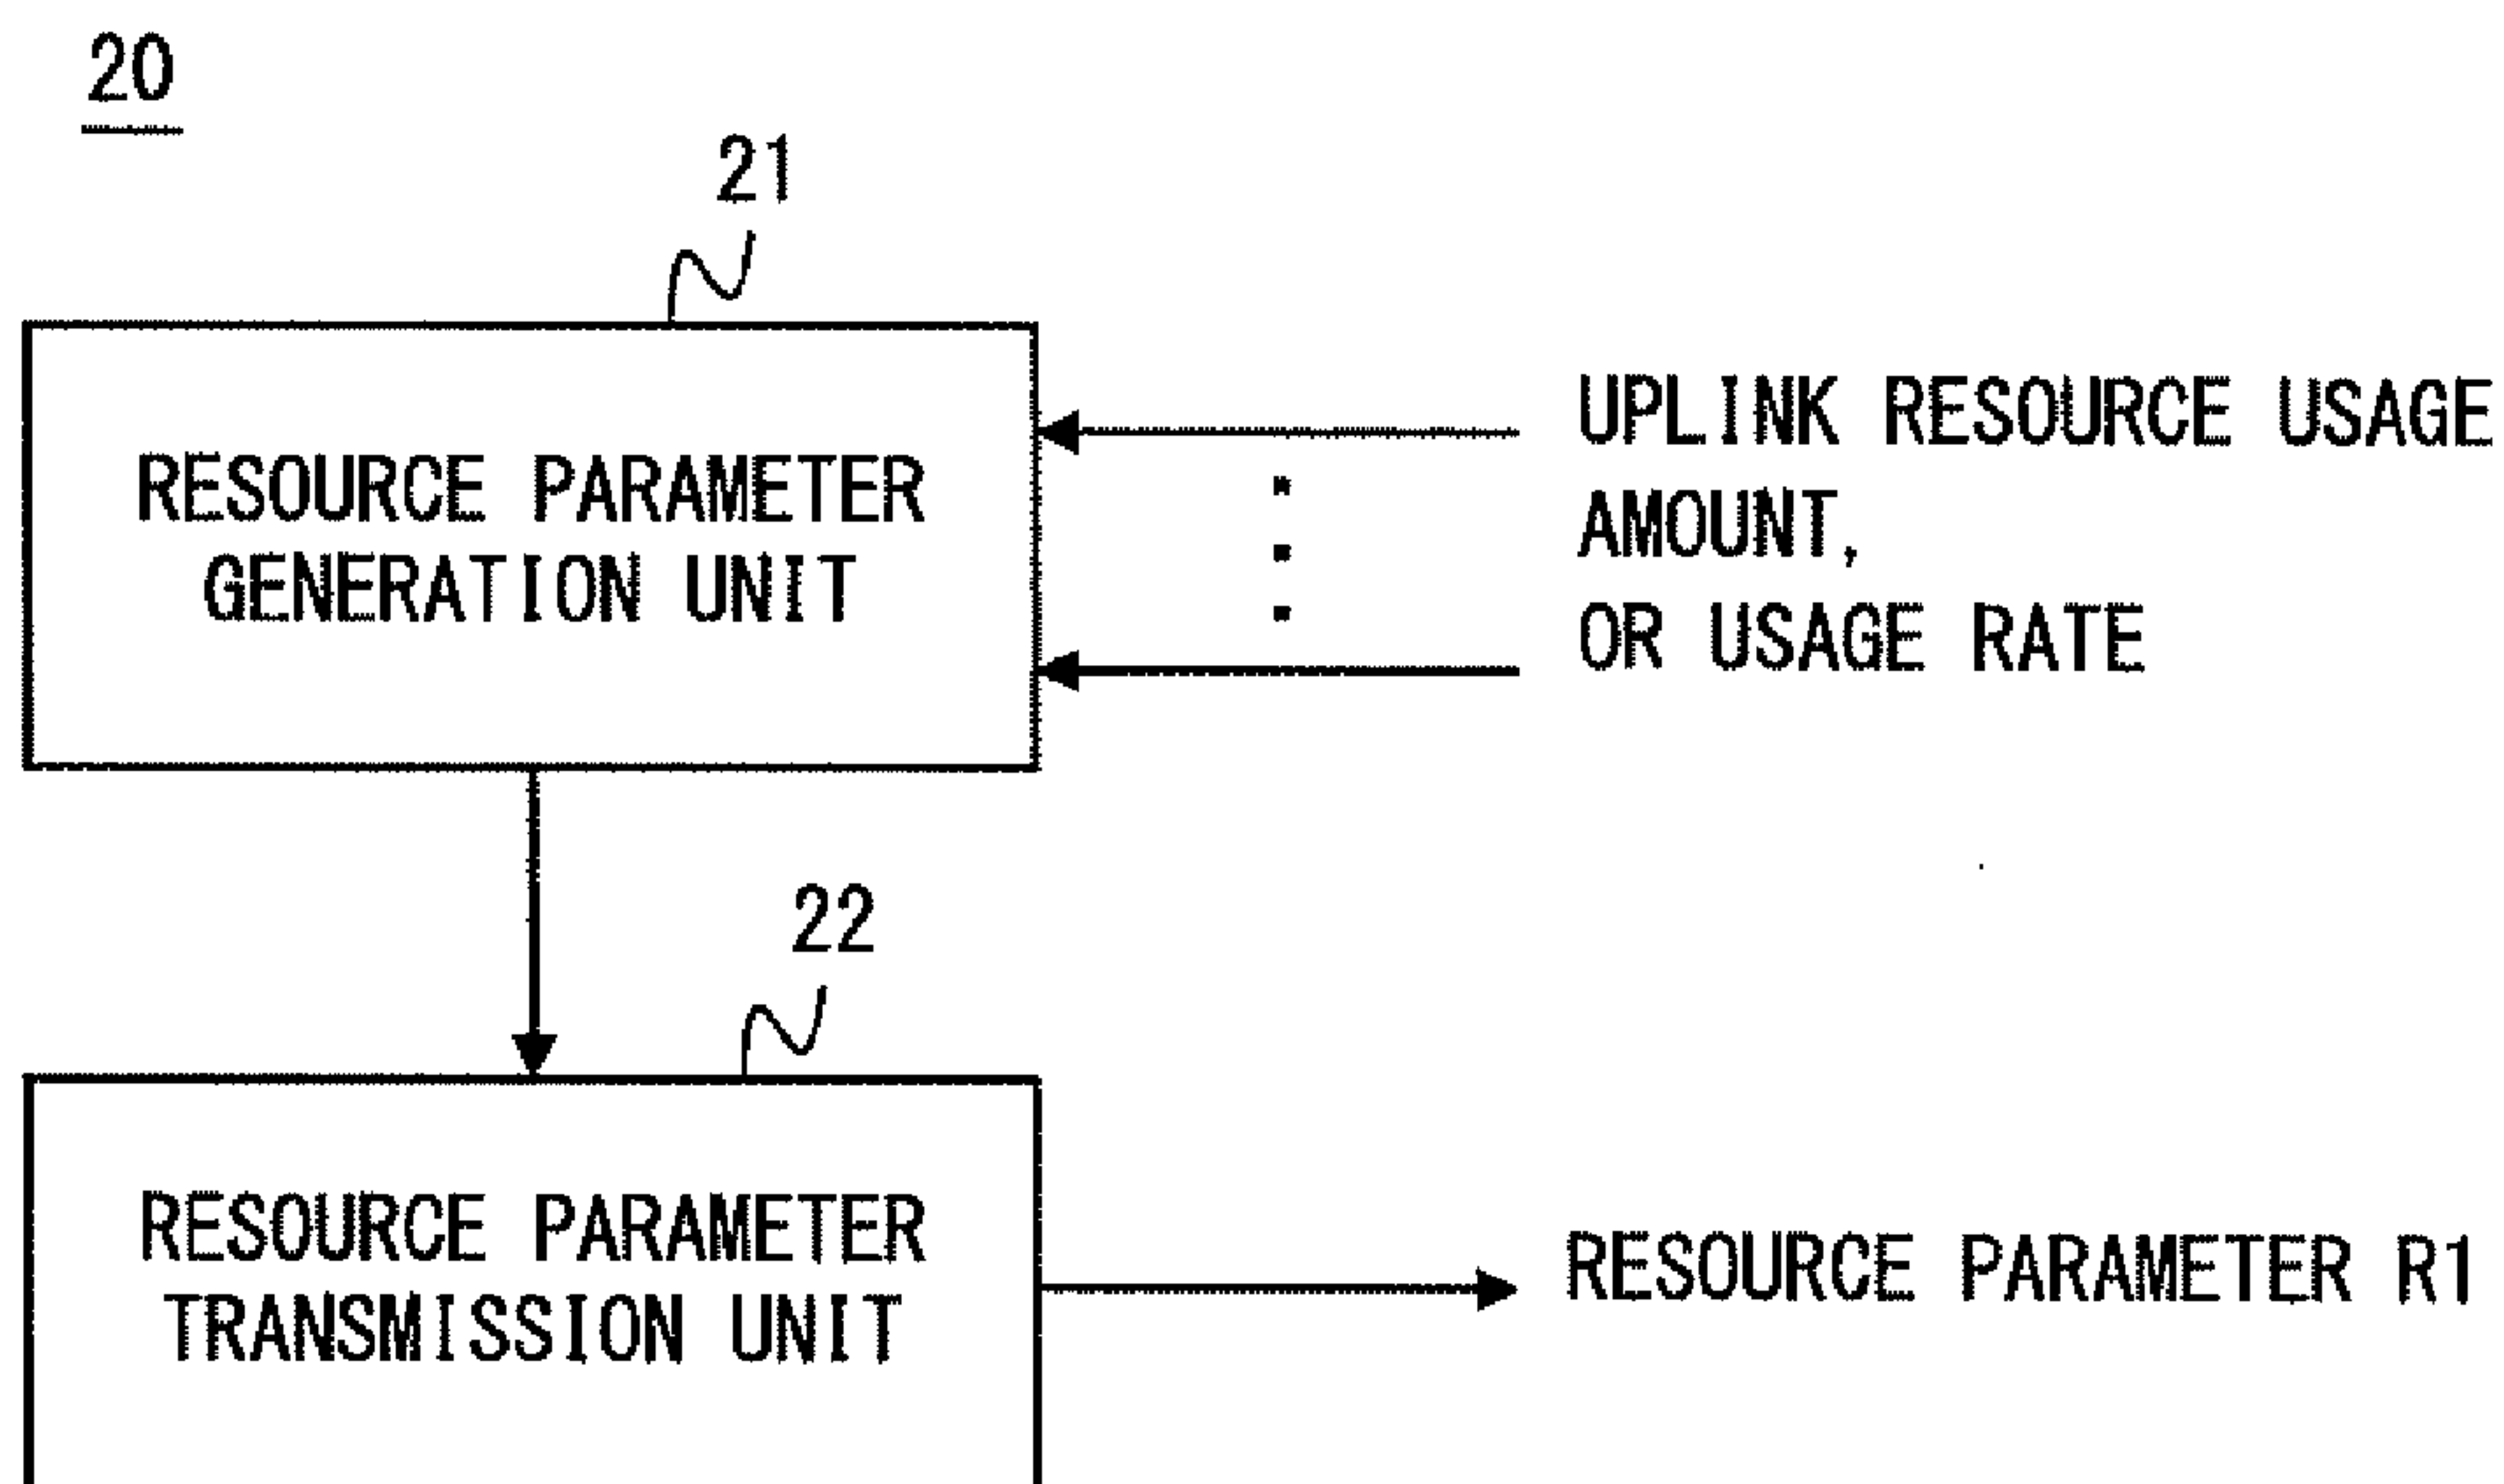 20
21
RESOURCE PARAMETER
GENERATION UNIT
UPLINK RESOURCE USAGE
AMOUNT,
OR USAGE RATE
22
RESOURCE PARAMETER
TRANSMISSION UNIT
RESOURCE PARAMETER R1